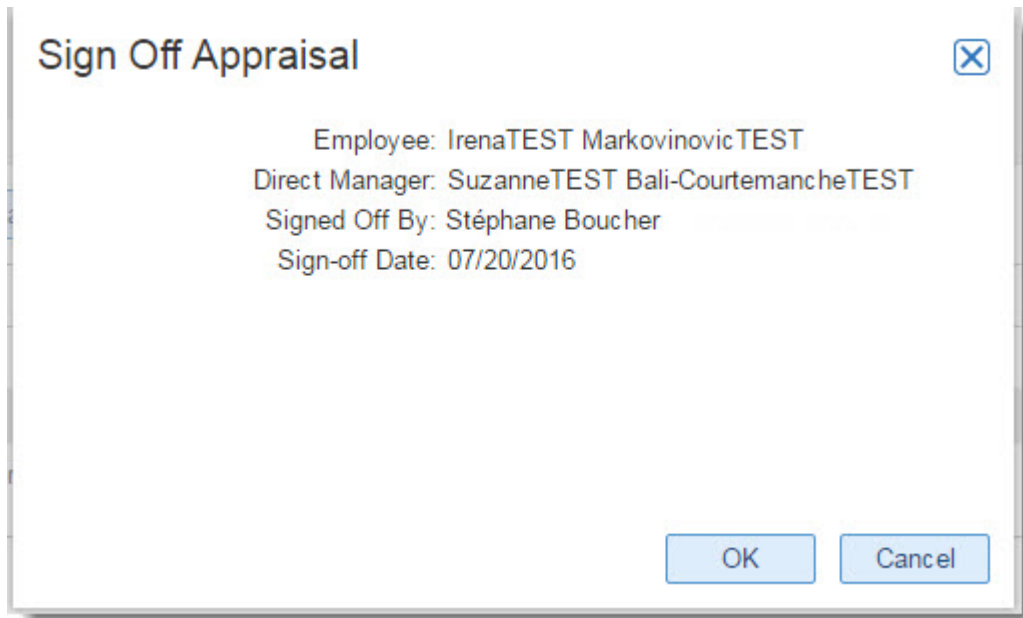 Sign Off Appraisal
Employee: IrenaTEST MarkovinovicTEST
Direct Manager: SuzanneTEST Bali-CourtemancheTEST
Signed Off By: Stéphane Boucher
Sign-off Date: 07/20/2016
OK Cancel